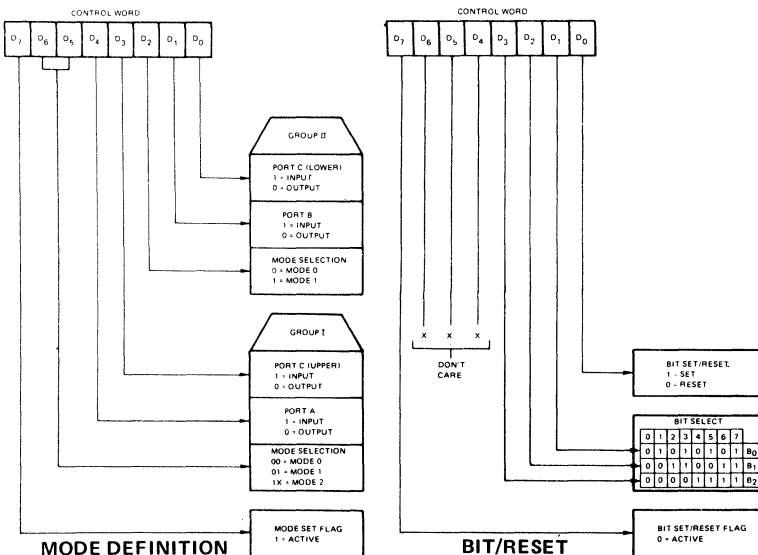 CONTROL WORD
D7 D6 D5 D4 D3 D2 D1 D0
GROUP II
PORT C (LOWER)
1 = INPUT
0 = OUTPUT
PORT B
1 = INPUT
0 = OUTPUT
MODE SELECTION
0 = MODE 0
1 = MODE 1
GROUP I
PORT C (UPPER)
1 = INPUT
0 = OUTPUT
PORT A
1 = INPUT
0 = OUTPUT
MODE SELECTION
00 = MODE 0
01 = MODE 1
1X = MODE 2
MODE SET FLAG
1 = ACTIVE
MODE DEFINITION
CONTROL WORD
D7 D6 D5 D4 D3 D2 D1 D0
X X X
DON'T
CARE
BIT SET/RESET
1 - SET
0 = RESET
BIT SELECT
0 1 2 3 4 5 6 7
0 1 0 1 0 1 0 1 B0
0 0 1 1 0 0 1 1 B1
0 0 0 0 1 1 1 1 B2
BIT SET/RESET FLAG
0 = ACTIVE
BIT/RESET